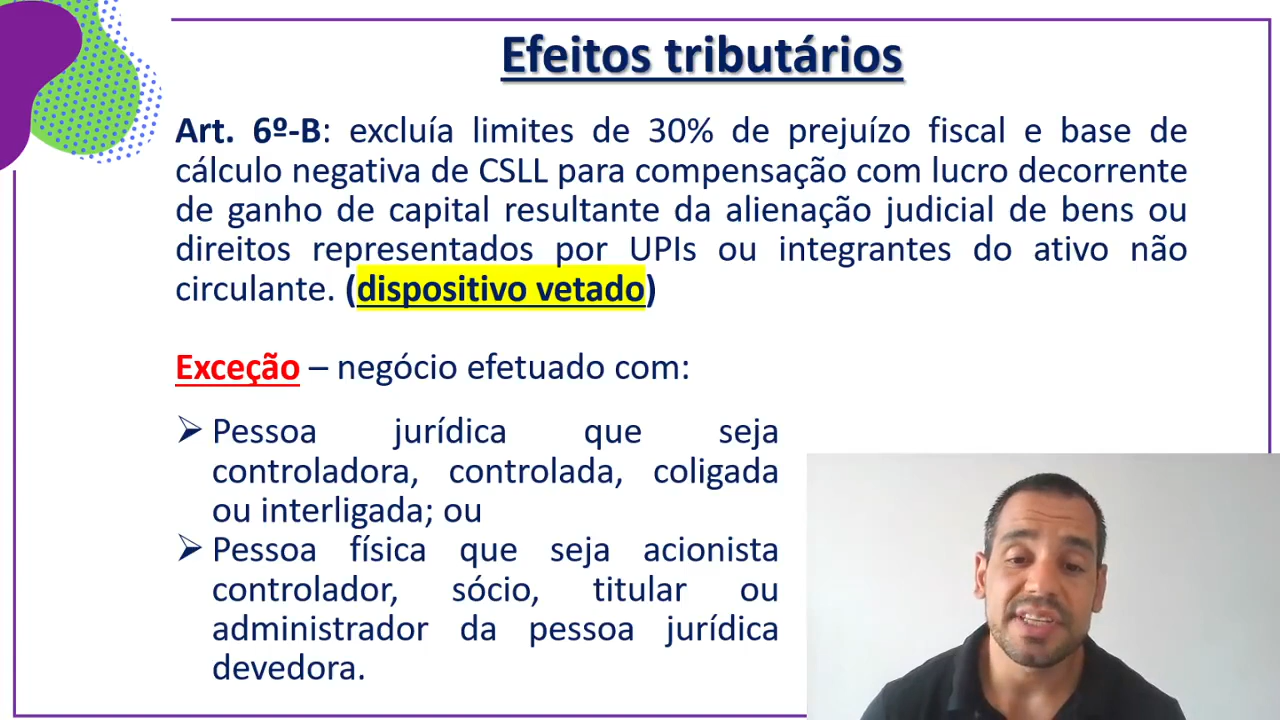 Efeitos tributários
Art. 6º-B: excluía limites de 30% de prejuízo fiscal e base de
cálculo negativa de CSLL para compensação com lucro decorrente
de ganho de capital resultante da alienação judicial de bens ou
direitos representados por UPIs ou integrantes do ativo não
circulante. (dispositivo vetado)
Exceção – negócio efetuado com:
➢ Pessoa jurídica que seja
controladora, controlada, coligada
ou interligada; ou
➢ Pessoa física que seja acionista
controlador, sócio, titular ou
administrador da pessoa jurídica
devedora.